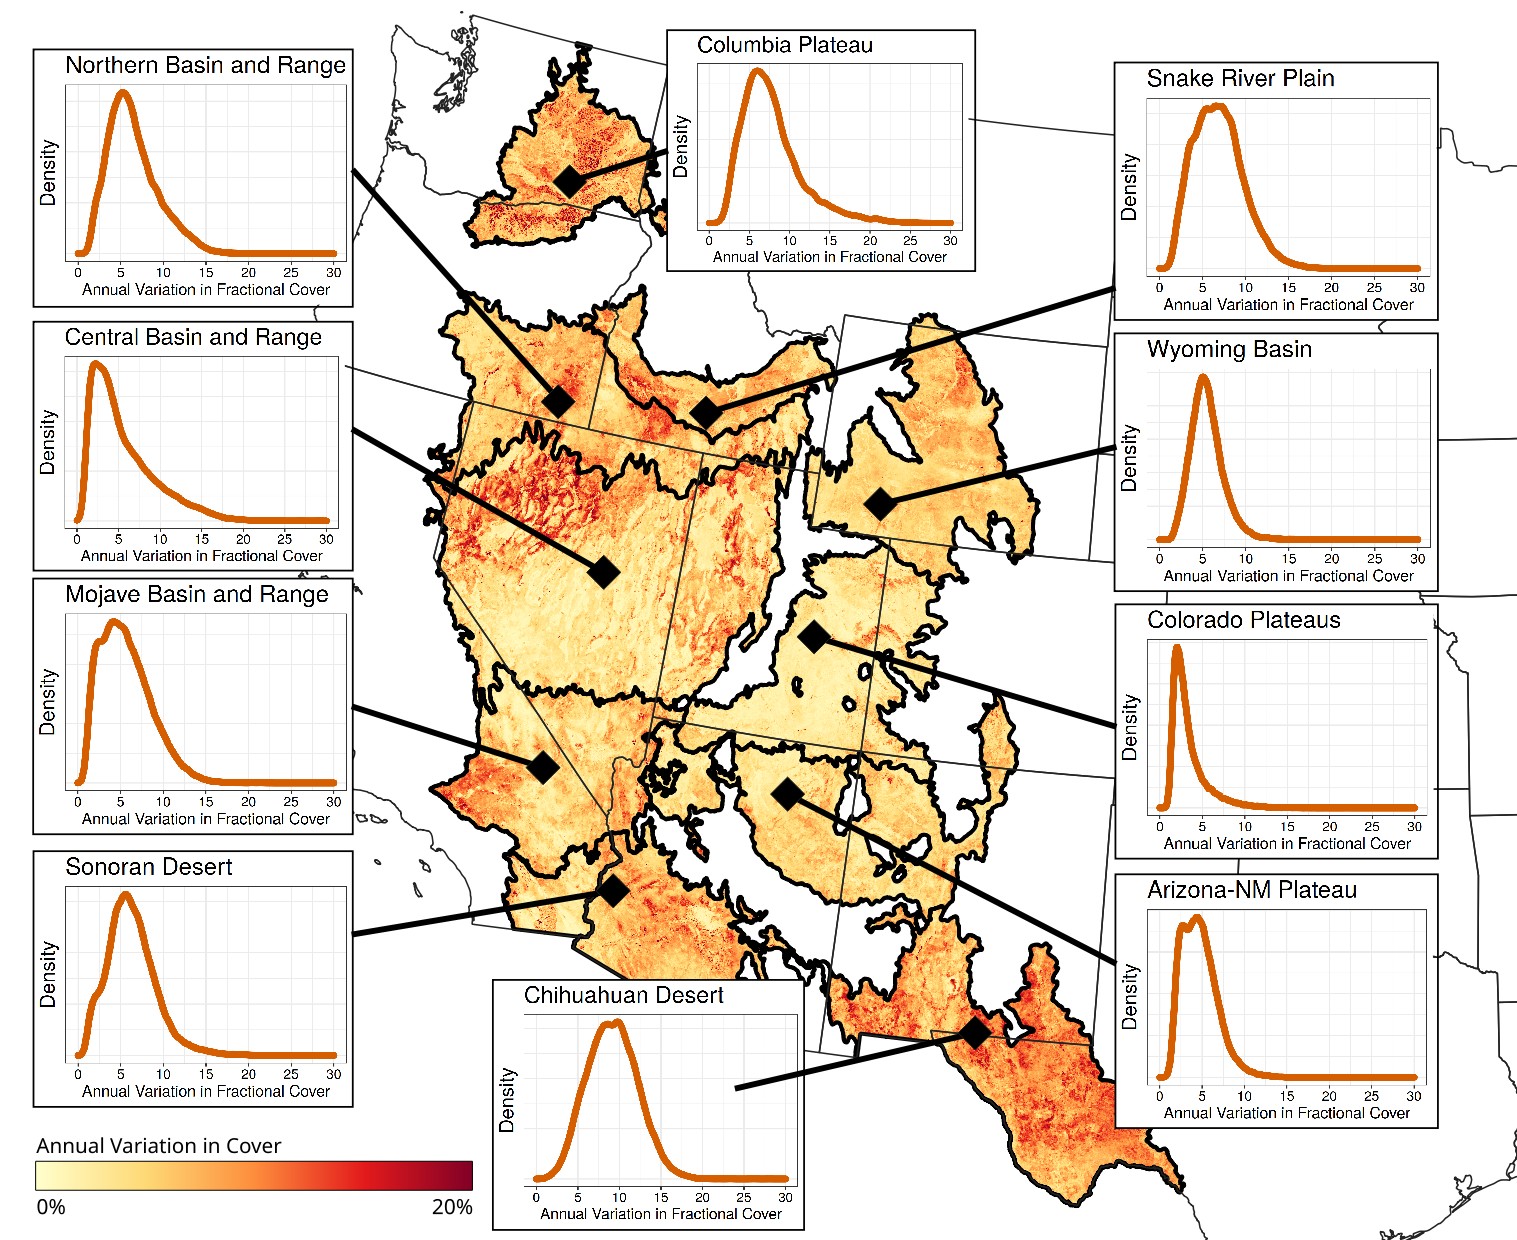 Northern Basin and Range
Density
0 5 10 15 20 25 30
Annual Variation in Fractional Cover
Central Basin and Range
Density
0 5 10 15 20 25 30
Annual Variation in Fractional Cover
Mojave Basin and Range
Density
0 5 10 15 20 25 30
Annual Variation in Fractional Cover
Sonoran Desert
Density
0 5 10 15 20 25 30
Annual Variation in Fractional Cover
Columbia Plateau
Density
0 5 10 15 20 25 30
Annual Variation in Fractional Cover
Snake River Plain
Density
0 5 10 15 20 25 30
Annual Variation in Fractional Cover
Wyoming Basin
Density
0 5 10 15 20 25 30
Annual Variation in Fractional Cover
Colorado Plateaus
Density
0 5 10 15 20 25 30
Annual Variation in Fractional Cover
Arizona-NM Plateau
Density
0 5 10 15 20 25 30
Annual Variation in Fractional Cover
Chihuahuan Desert
Density
0 5 10 15 20 25 30
Annual Variation in Fractional Cover
Annual Variation in Cover
0% 20%